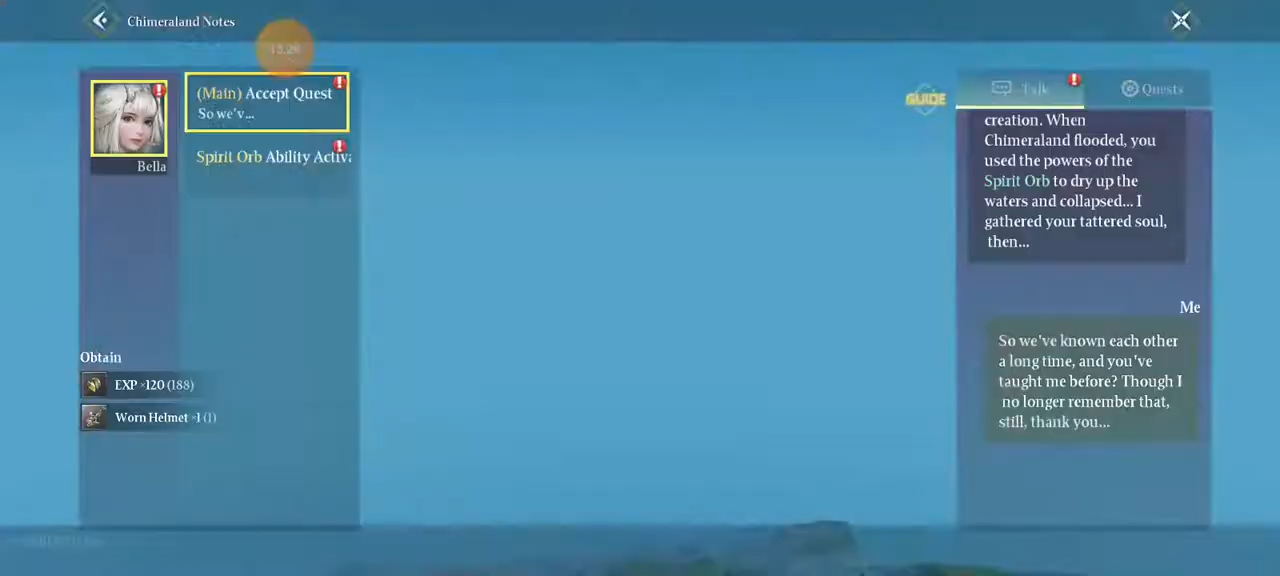 Chimeraland Notes
15:28
(Main) Accept Quest
So we'v...
Spirit Orb Ability Activ
Bella
GUIDE
Talk
Quests
creation. When
Chimeraland flooded, you
used the powers of the
Spirit Orb to dry up the
waters and collapsed... I
gathered your tattered soul,
then...
Me
So we've known each other
a long time, and you've
taught me before? Though I
no longer remember that,
still, thank you...
Obtain
EXP ×120 (188)
Worn Helmet ×1 (1)